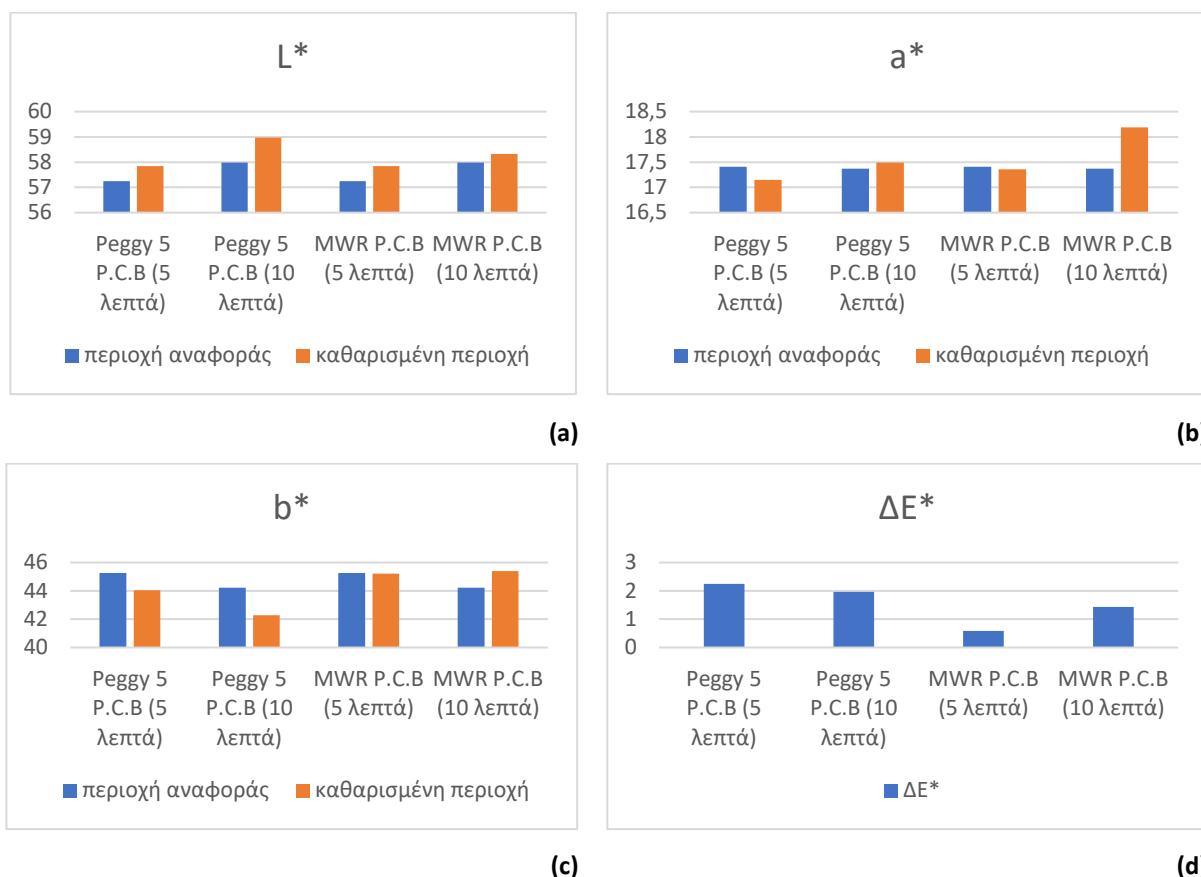 L*
60
59
58
57
56
Peggy 5
P.C.B (5
λεπτά)
Peggy 5
P.C.B (10
λεπτά)
MWR P.C.B
(5 λεπτά)
MWR P.C.B
(10 λεπτά)
περιοχή αναφοράς
καθαρισμένη περιοχή
(a)
a*
18,5
18
17,5
17
16,5
Peggy 5
P.C.B (5
λεπτά)
Peggy 5
P.C.B (10
λεπτά)
MWR P.C.B
(5 λεπτά)
MWR P.C.B
(10 λεπτά)
περιοχή αναφοράς
καθαρισμένη περιοχή
(b)
b*
46
44
42
40
Peggy 5
P.C.B (5
λεπτά)
Peggy 5
P.C.B (10
λεπτά)
MWR P.C.B
(5 λεπτά)
MWR P.C.B
(10 λεπτά)
περιοχή αναφοράς
καθαρισμένη περιοχή
(c)
ΔΕ*
3
2
1
0
Peggy 5
P.C.B (5
λεπτά)
Peggy 5
P.C.B (10
λεπτά)
MWR P.C.B
(5 λεπτά)
MWR P.C.B
(10 λεπτά)
ΔΕ*
(d)